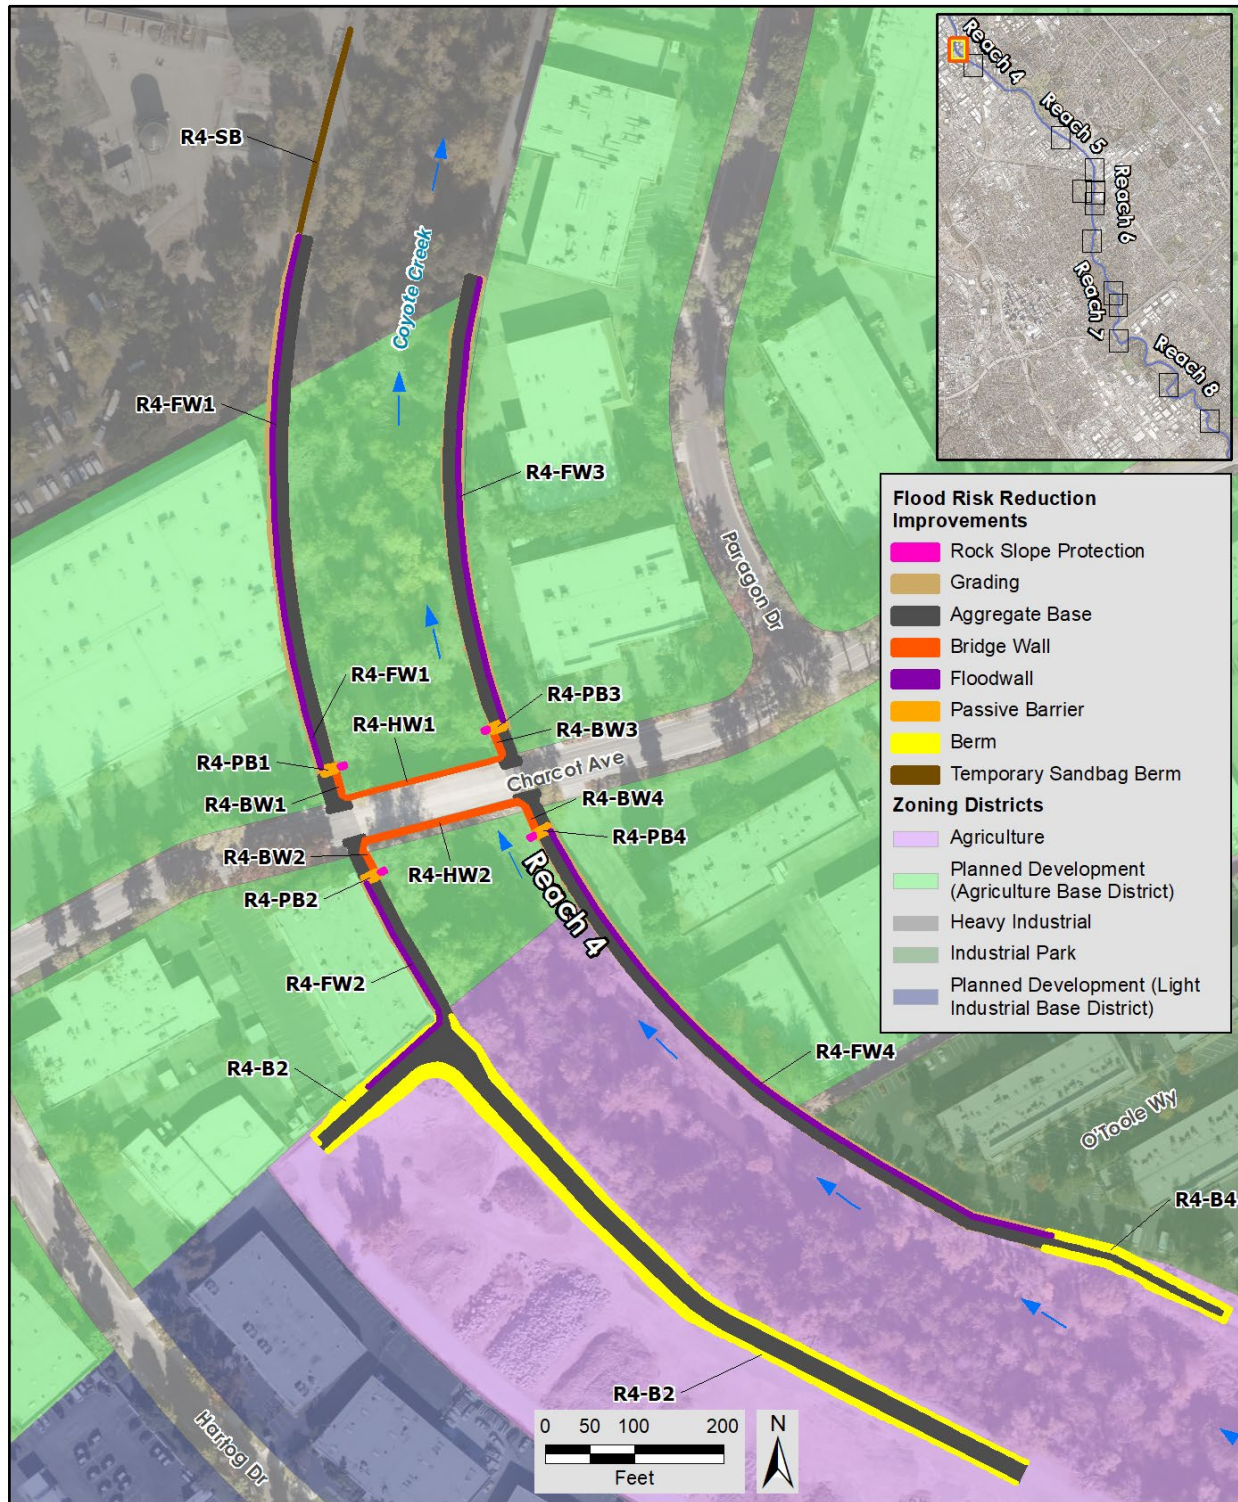 R4-SB
Coyote Creek
R4-FW1
R4-FW3
Paragon Dr
R4-FW1
R4-HW1
R4-PB3
R4-BW3
R4-PB1
R4-BW1
Charcot Ave
R4-BW4
R4-PB4
R4-BW2
R4-HW2
R4-PB2
Reach 4
R4-FW2
R4-B2
R4-FW4
O'Toole Wy
R4-B4
R4-B2
Hartog Dr
0 50 100 200
Feet
N
Reach 4
Reach 5
Reach 6
Reach 7
Reach 8
Flood Risk Reduction
Improvements
Rock Slope Protection
Grading
Aggregate Base
Bridge Wall
Floodwall
Passive Barrier
Berm
Temporary Sandbag Berm
Zoning Districts
Agriculture
Planned Development
(Agriculture Base District)
Heavy Industrial
Industrial Park
Planned Development (Light
Industrial Base District)